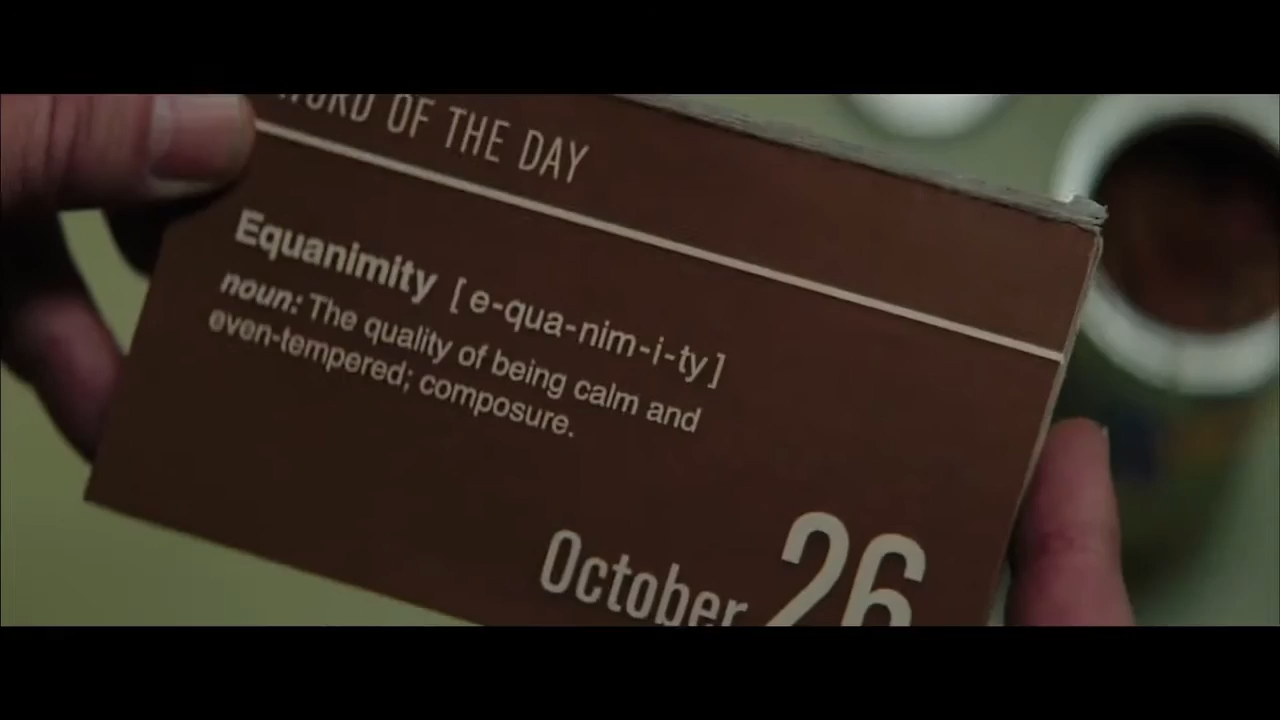 WORD OF THE DAY
Equanimity [ e-qua-nim-i-ty ]
noun: The quality of being calm and
even-tempered; composure.
October 26